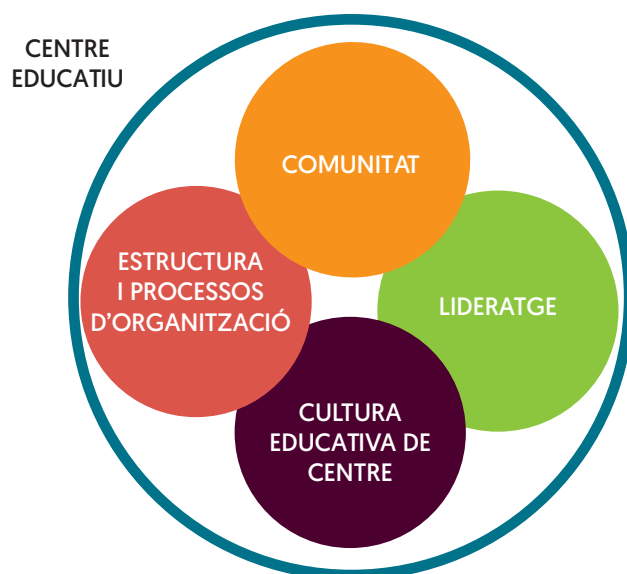 CENTRE
EDUCATIU
COMUNITAT
ESTRUCTURA
I PROCESSOS
D’ORGANITZACIÓ
LIDERATGE
CULTURA
EDUCATIVA DE
CENTRE